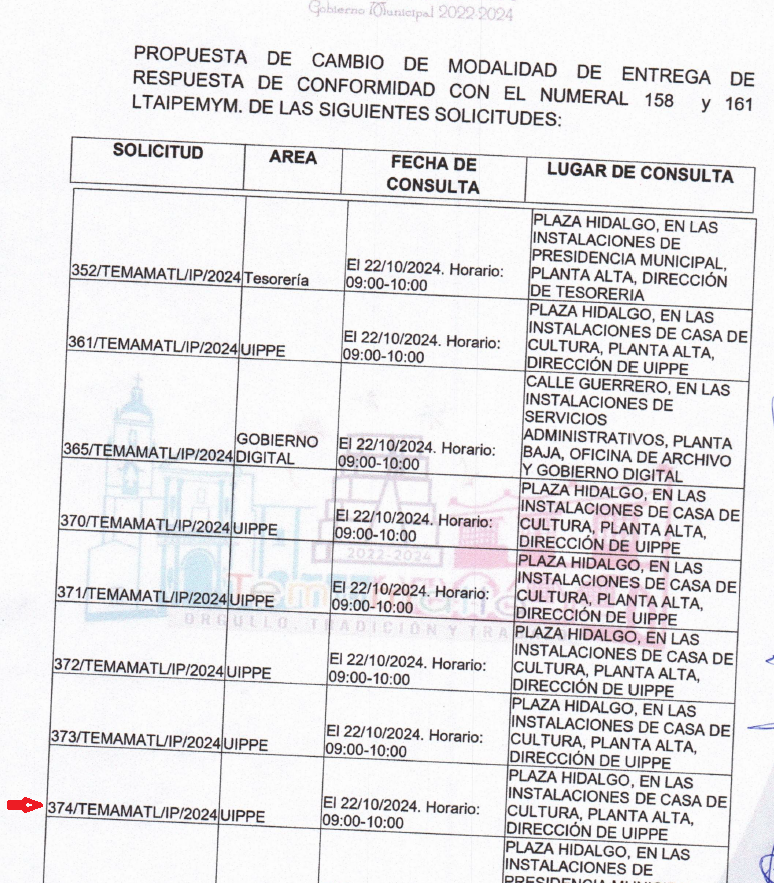 Gobierno Municipal 2022-2024
PROPUESTA DE CAMBIO DE MODALIDAD DE ENTREGA DE
RESPUESTA DE CONFORMIDAD CON EL NUMERAL 158 y 161
LTAIPEMYM. DE LAS SIGUIENTES SOLICITUDES:
SOLICITUD
AREA
FECHA DE
CONSULTA
LUGAR DE CONSULTA
352/TEMAMATL/IP/2024
Tesorería
El 22/10/2024. Horario:
09:00-10:00
PLAZA HIDALGO, EN LAS
INSTALACIONES DE
PRESIDENCIA MUNICIPAL,
PLANTA ALTA, DIRECCIÓN
DE TESORERIA
361/TEMAMATL/IP/2024
UIPPE
El 22/10/2024. Horario:
09:00-10:00
PLAZA HIDALGO, EN LAS
INSTALACIONES DE CASA DE
CULTURA, PLANTA ALTA,
DIRECCIÓN DE UIPPE
365/TEMAMATL/IP/2024
GOBIERNO
DIGITAL
El 22/10/2024. Horario:
09:00-10:00
CALLE GUERRERO, EN LAS
INSTALACIONES DE
SERVICIOS
ADMINISTRATIVOS, PLANTA
BAJA, OFICINA DE ARCHIVO
Y GOBIERNO DIGITAL
370/TEMAMATL/IP/2024
UIPPE
El 22/10/2024. Horario:
09:00-10:00
PLAZA HIDALGO, EN LAS
INSTALACIONES DE CASA DE
CULTURA, PLANTA ALTA,
DIRECCIÓN DE UIPPE
371/TEMAMATL/IP/2024
UIPPE
El 22/10/2024. Horario:
09:00-10:00
PLAZA HIDALGO, EN LAS
INSTALACIONES DE CASA DE
CULTURA, PLANTA ALTA,
DIRECCIÓN DE UIPPE
372/TEMAMATL/IP/2024
UIPPE
El 22/10/2024. Horario:
09:00-10:00
PLAZA HIDALGO, EN LAS
INSTALACIONES DE CASA DE
CULTURA, PLANTA ALTA,
DIRECCIÓN DE UIPPE
373/TEMAMATL/IP/2024
UIPPE
El 22/10/2024. Horario:
09:00-10:00
PLAZA HIDALGO, EN LAS
INSTALACIONES DE CASA DE
CULTURA, PLANTA ALTA,
DIRECCIÓN DE UIPPE
374/TEMAMATL/IP/2024
UIPPE
El 22/10/2024. Horario:
09:00-10:00
PLAZA HIDALGO, EN LAS
INSTALACIONES DE CASA DE
CULTURA, PLANTA ALTA,
DIRECCIÓN DE UIPPE
PLAZA HIDALGO, EN LAS
INSTALACIONES DE
2022-2024
ORGULLO, TRADICIÓN Y